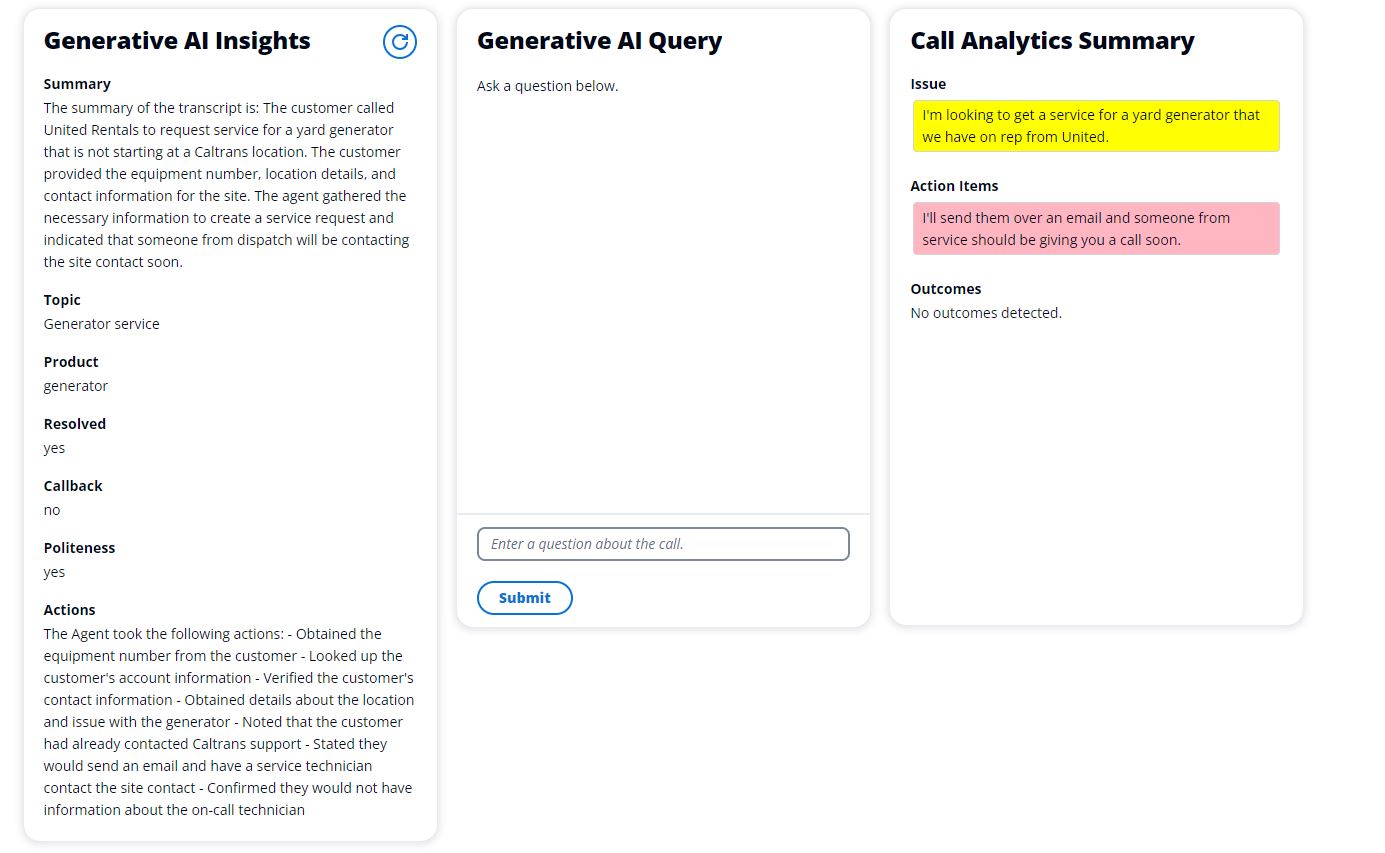 Generative AI Insights
Summary
The summary of the transcript is: The customer called
United Rentals to request service for a yard generator
that is not starting at a Caltrans location. The customer
provided the equipment number, location details, and
contact information for the site. The agent gathered the
necessary information to create a service request and
indicated that someone from dispatch will be contacting
the site contact soon.
Topic
Generator service
Product
generator
Resolved
yes
Callback
no
Politeness
yes
Actions
The Agent took the following actions: - Obtained the
equipment number from the customer - Looked up the
customer's account information - Verified the customer's
contact information - Obtained details about the location
and issue with the generator - Noted that the customer
had already contacted Caltrans support - Stated they
would send an email and have a service technician
contact the site contact - Confirmed they would not have
information about the on-call technician
Generative AI Query
Ask a question below.
Enter a question about the call.
Submit
Call Analytics Summary
Issue
I'm looking to get a service for a yard generator that
we have on rep from United.
Action Items
I'll send them over an email and someone from
service should be giving you a call soon.
Outcomes
No outcomes detected.